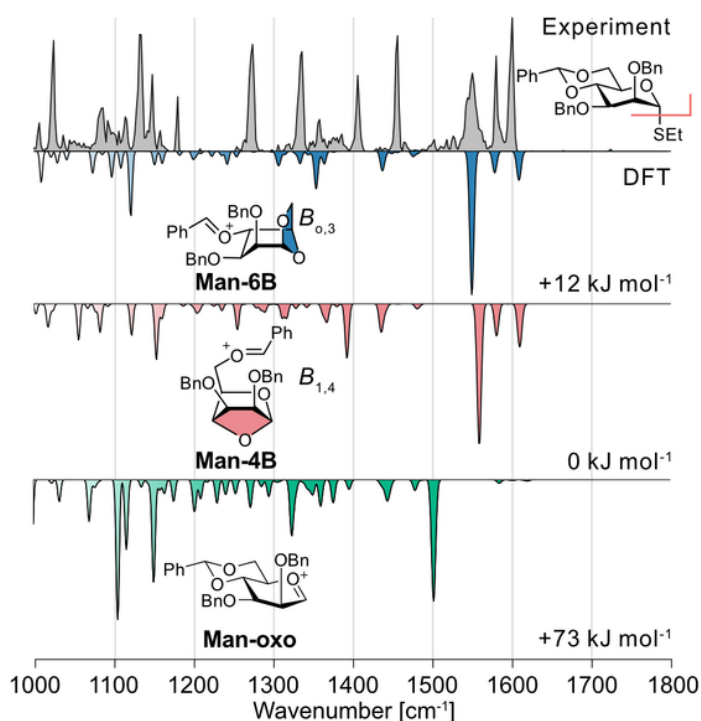 Experiment
Ph
O
O
OBn
O
BnO
SEt
DFT
BnO
O
Ph
O
+
BnO
O
Bo,3
Man-6B
+12 kJ mol-1
Ph
+
O
BnO
OBn
O
O
B1,4
Man-4B
0 kJ mol-1
Ph
O
O
OBn
O+
BnO
Man-oxo
+73 kJ mol-1
1000 1100 1200 1300 1400 1500 1600 1700 1800
Wavenumber [cm-1]